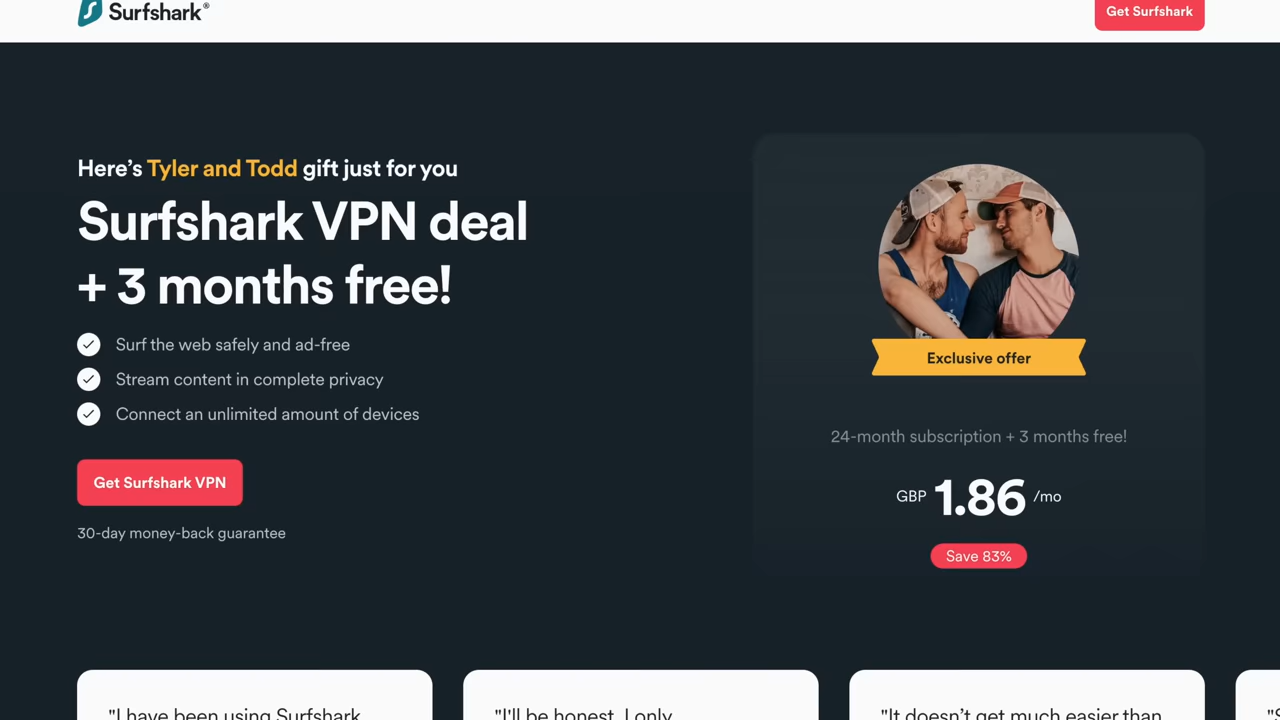 Surfshark®
Get Surfshark
Here’s Tyler and Todd gift just for you
Surfshark VPN deal
+ 3 months free!
Surf the web safely and ad-free
Stream content in complete privacy
Connect an unlimited amount of devices
Get Surfshark VPN
30-day money-back guarantee
Exclusive offer
24-month subscription + 3 months free!
GBP 1.86 /mo
Save 83%
"I have been using Surfshark
"I'll be honest, I only
"It doesn’t get much easier than